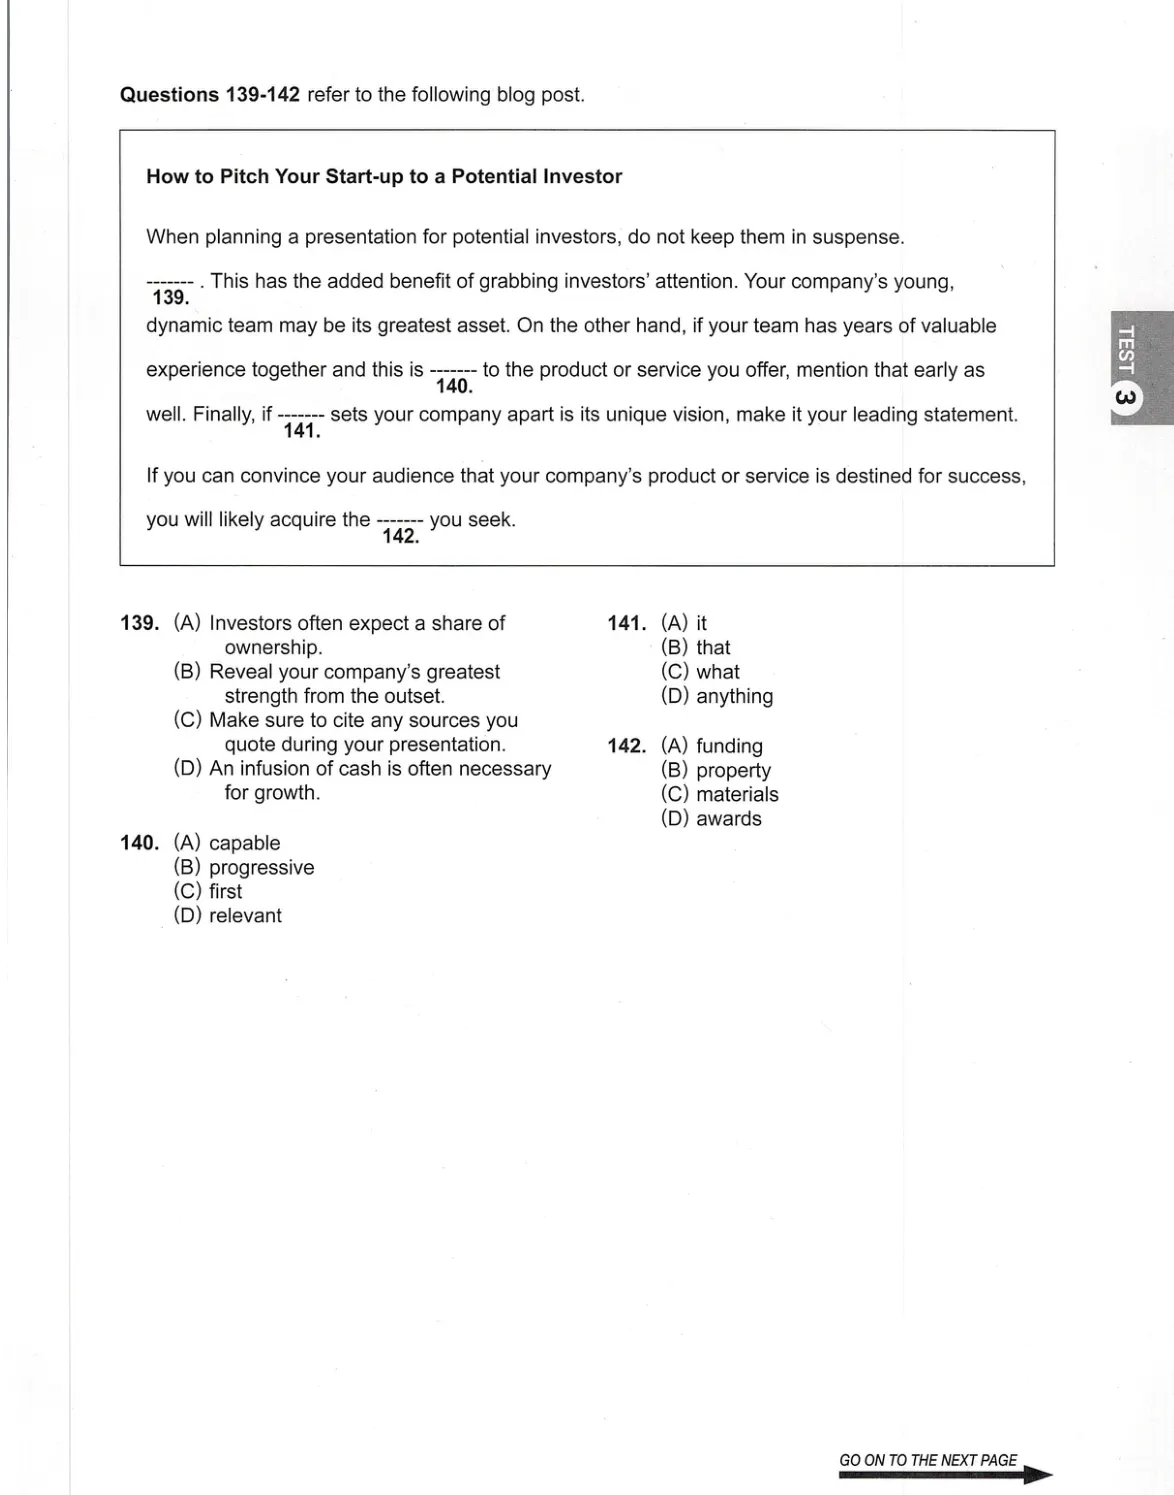 Questions 139-142 refer to the following blog post.
How to Pitch Your Start-up to a Potential Investor
When planning a presentation for potential investors, do not keep them in suspense.
------- . This has the added benefit of grabbing investors' attention. Your company's young,
139.
dynamic team may be its greatest asset. On the other hand, if your team has years of valuable
experience together and this is ------- to the product or service you offer, mention that early as
140.
well. Finally, if ------- sets your company apart is its unique vision, make it your leading statement.
141.
If you can convince your audience that your company's product or service is destined for success,
you will likely acquire the ------- you seek.
142.
139. (A) Investors often expect a share of
ownership.
(B) Reveal your company's greatest
strength from the outset.
(C) Make sure to cite any sources you
quote during your presentation.
(D) An infusion of cash is often necessary
for growth.
140. (A) capable
(B) progressive
(C) first
(D) relevant
141. (A) it
(B) that
(C) what
(D) anything
142. (A) funding
(B) property
(C) materials
(D) awards
TEST 3
GO ON TO THE NEXT PAGE